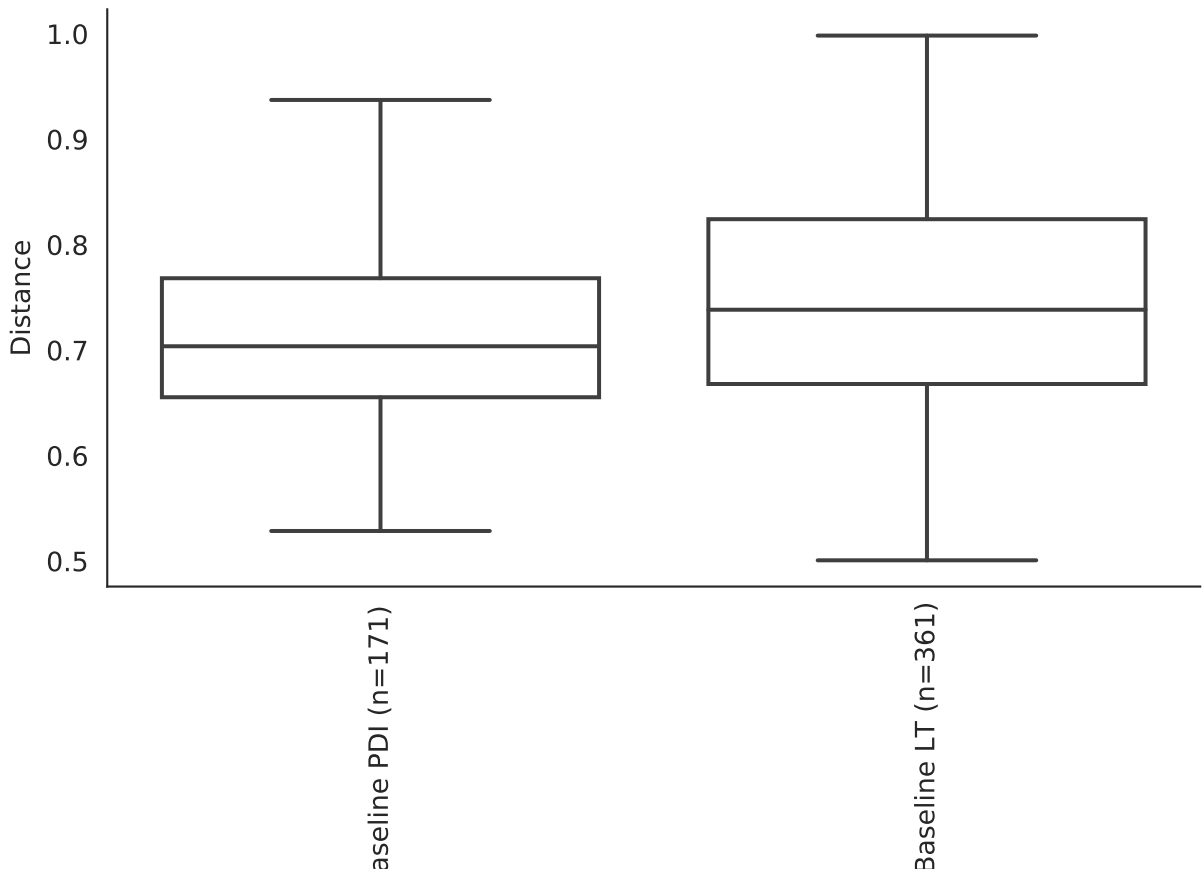 1.0
0.9
0.8
0.7
0.6
0.5
Distance
aseline PDI (n=171)
Baseline LT (n=361)